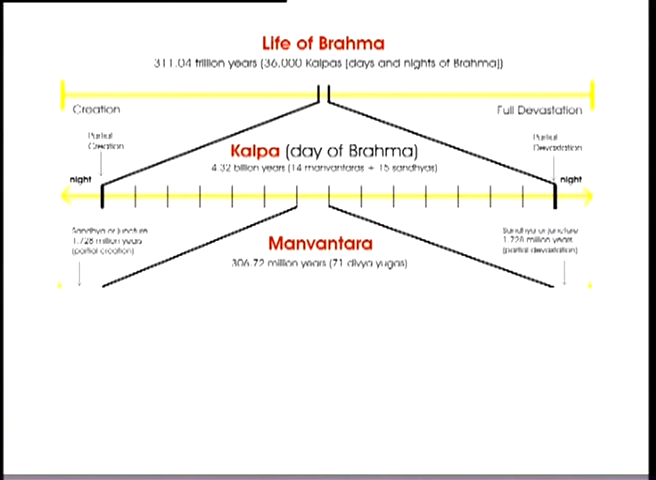 Life of Brahma
311.04 trillion years (36,000 Kalpas [days and nights of Brahma])
Creation
Full Devastation
Partial
Creation
Partial
Devastation
Kalpa (day of Brahma)
4.32 billion years (14 manvantaras + 15 sandhyas)
night
night
Sandhya or juncture
1.728 million years
(partial creation)
Sandhya or juncture
1.728 million years
(partial devastation)
Manvantara
306.72 million years (71 divya yugas)